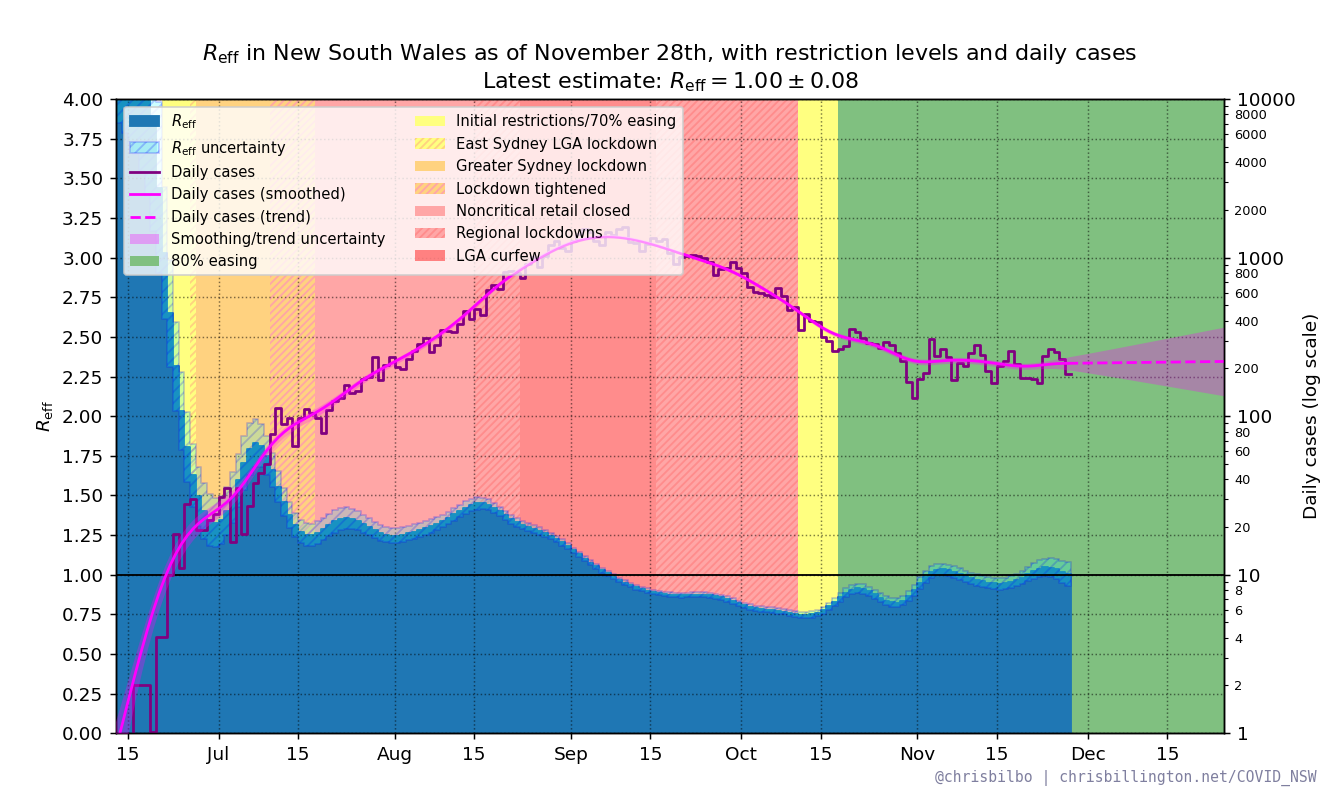 R_eff in New South Wales as of November 28th, with restriction levels and daily cases
Latest estimate: R_eff = 1.00 ± 0.08
R_eff
R_eff uncertainty
Daily cases
Daily cases (smoothed)
Daily cases (trend)
Smoothing/trend uncertainty
80% easing
Initial restrictions/70% easing
East Sydney LGA lockdown
Greater Sydney lockdown
Lockdown tightened
Noncritical retail closed
Regional lockdowns
LGA curfew
R_eff
4.00
3.75
3.50
3.25
3.00
2.75
2.50
2.25
2.00
1.75
1.50
1.25
1.00
0.75
0.50
0.25
0.00
10000
8000
6000
4000
2000
1000
800
600
400
200
100
80
60
40
20
10
8
6
4
2
1
Daily cases (log scale)
15 Jul 15 Aug 15 Sep 15 Oct 15 Nov 15 Dec 15
@chrisbilbo | chrisbillington.net/COVID_NSW